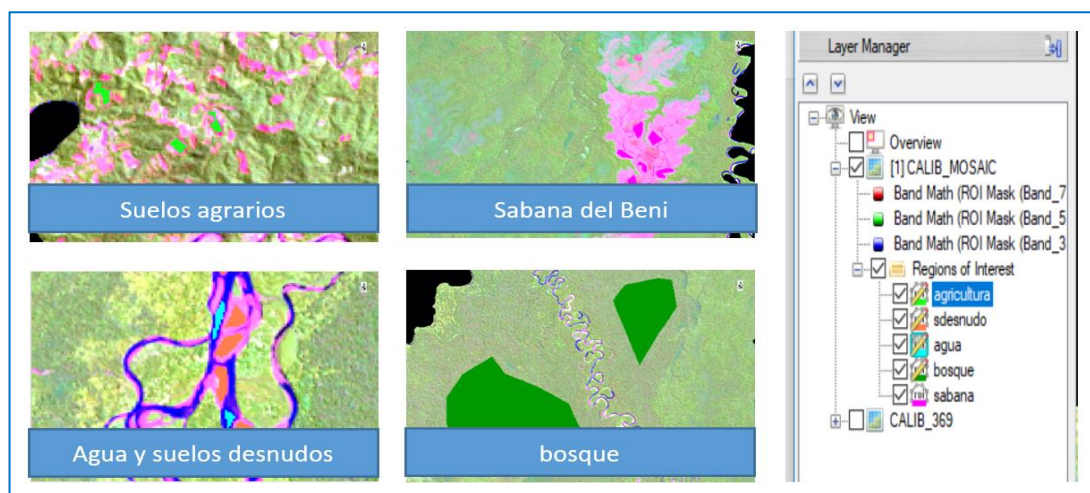 Suelos agrarios
Sabana del Beni
Agua y suelos desnudos
bosque
Layer Manager
View
Overview
[1] CALIB_MOSAIC
Band Math (ROI Mask (Band_7
Band Math (ROI Mask (Band_5
Band Math (ROI Mask (Band_3
Regions of Interest
agricultura
sdesnudo
agua
bosque
sabana
CALIB_369